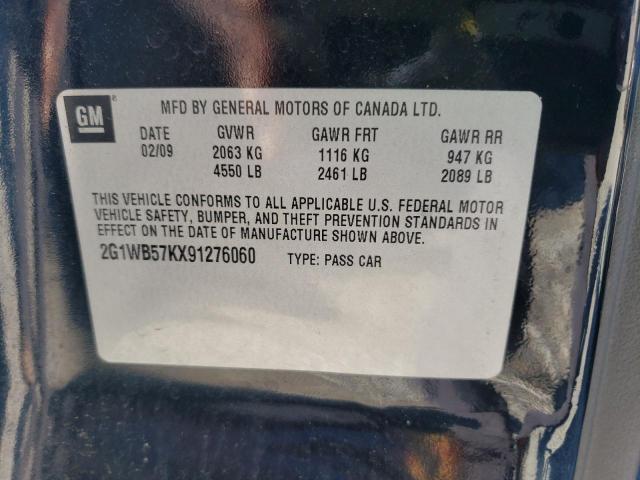 GM ®
MFD BY GENERAL MOTORS OF CANADA LTD.
DATE GVWR GAWR FRT GAWR RR
02/09 2063 KG 1116 KG 947 KG
4550 LB 2461 LB 2089 LB
THIS VEHICLE CONFORMS TO ALL APPLICABLE U.S. FEDERAL MOTOR
VEHICLE SAFETY, BUMPER, AND THEFT PREVENTION STANDARDS IN
EFFECT ON THE DATE OF MANUFACTURE SHOWN ABOVE.
2G1WB57KX91276060 TYPE: PASS CAR